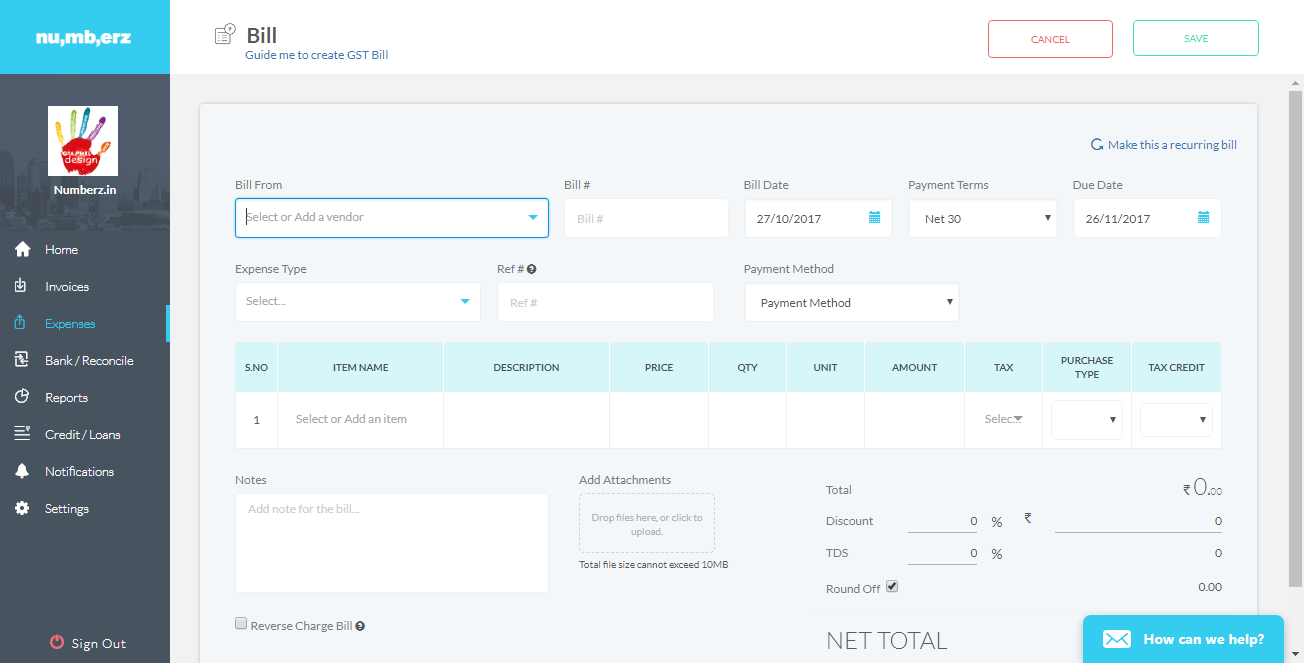 nu,mb,erz
Bill
Guide me to create GST Bill
CANCEL
SAVE
GRAPHIC
design
Numberz.in
Home
Invoices
Expenses
Bank / Reconcile
Reports
Credit / Loans
Notifications
Settings
Sign Out
Make this a recurring bill
Bill From
Bill #
Bill Date
Payment Terms
Due Date
Select or Add a vendor
Bill #
27/10/2017
Net 30
26/11/2017
Expense Type
Ref #
Payment Method
Select...
Ref #
Payment Method
S.NO
ITEM NAME
DESCRIPTION
PRICE
QTY
UNIT
AMOUNT
TAX
PURCHASE
TYPE
TAX CREDIT
1
Select or Add an item
Selec...
Notes
Add note for the bill...
Add Attachments
Drop files here, or click to
upload.
Total file size cannot exceed 10MB
Total
₹0.00
Discount
0 %
₹
0
TDS
0 %
0
Round Off
0.00
Reverse Charge Bill
NET TOTAL
How can we help?